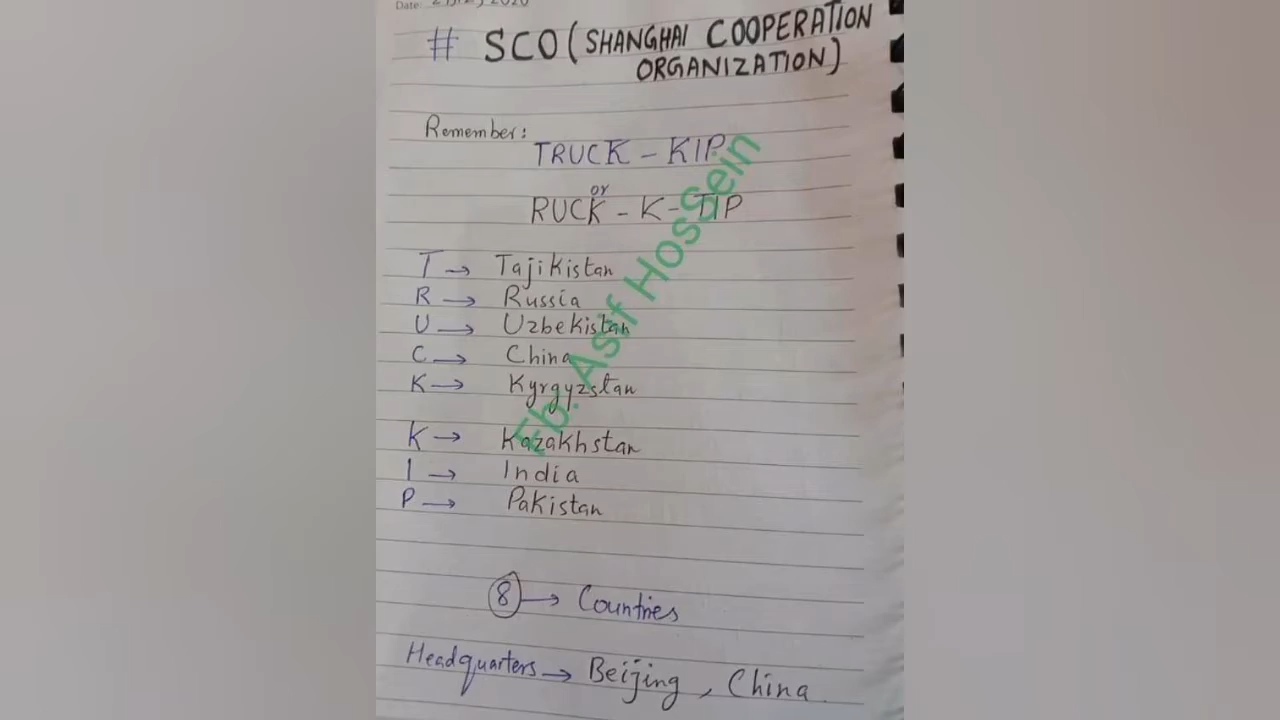 Date:
# SCO (SHANGHAI COOPERATION
ORGANIZATION)
Remember:
TRUCK - KIP
or
RUCK - K - TIP
T → Tajikistan
R → Russia
U → Uzbekistan
C → China
K → Kyrgyzstan
K → Kazakhstan
I → India
P → Pakistan
8 → Countries
Headquarters → Beijing, China
Fb: Asif Hossein